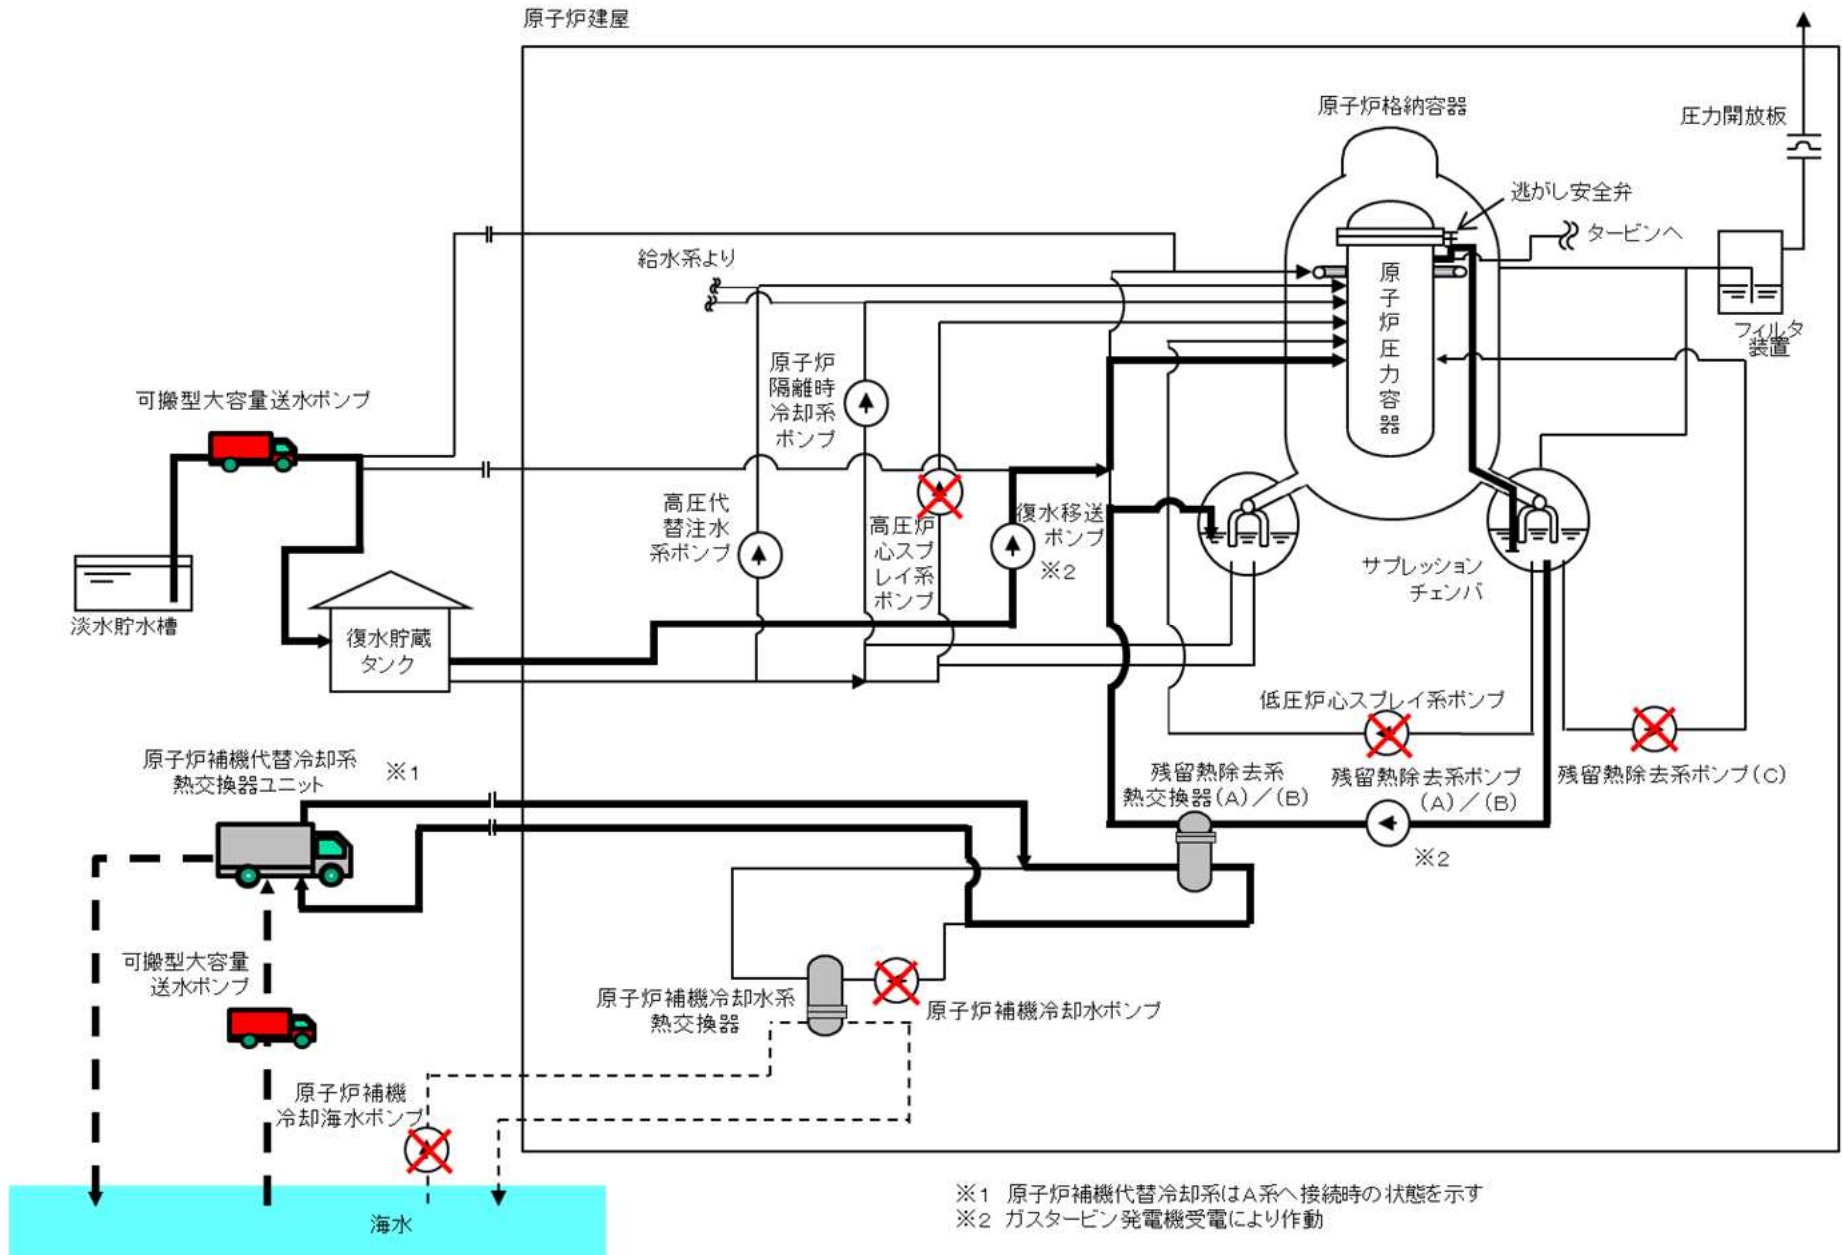 原子炉建屋
原子炉格納容器
圧力開放板
逃がし安全弁
タービンへ
給水系より
原
子
炉
圧
力
容
器
フィルタ
装置
原子炉
隔離時
冷却系
ポンプ
可搬型大容量送水ポンプ
高圧代
替注水
系ポンプ
高圧炉
心スプ
レイ系
ポンプ
復水移送
ポンプ
※2
サプレッション
チェンバ
淡水貯水槽
復水貯蔵
タンク
低圧炉心スプレイ系ポンプ
原子炉補機代替冷却系
熱交換器ユニット
※1
残留熱除去系
熱交換器(A)/(B)
残留熱除去系ポンプ
(A)/(B)
※2
残留熱除去系ポンプ(C)
可搬型大容量
送水ポンプ
原子炉補機冷却水系
熱交換器
原子炉補機冷却水ポンプ
原子炉補機
冷却海水ポンプ
海水
※1 原子炉補機代替冷却系はA系へ接続時の状態を示す
※2 ガスタービン発電機受電により作動